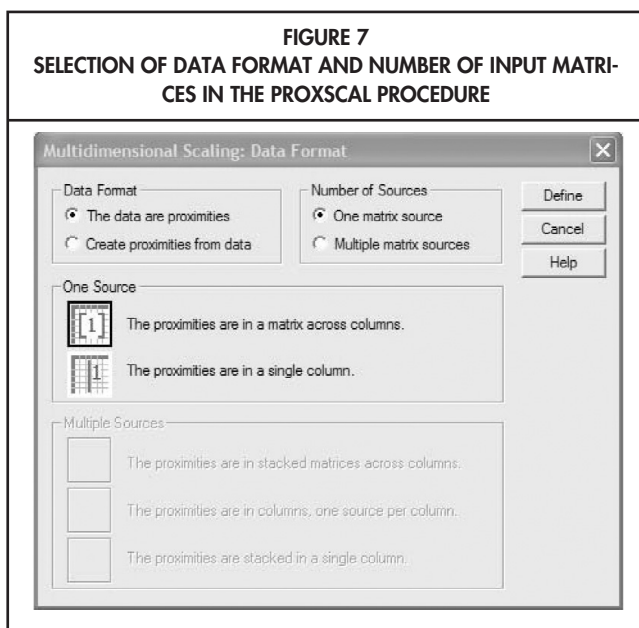 FIGURE 7
SELECTION OF DATA FORMAT AND NUMBER OF INPUT MATRI-
CES IN THE PROXSCAL PROCEDURE
Multidimensional Scaling: Data Format
Data Format
The data are proximities
Create proximities from data
Number of Sources
One matrix source
Multiple matrix sources
Define
Cancel
Help
One Source
[1] The proximities are in a matrix across columns.
1 The proximities are in a single column.
Multiple Sources
The proximities are in stacked matrices across columns.
The proximities are in columns, one source per column.
The proximities are stacked in a single column.